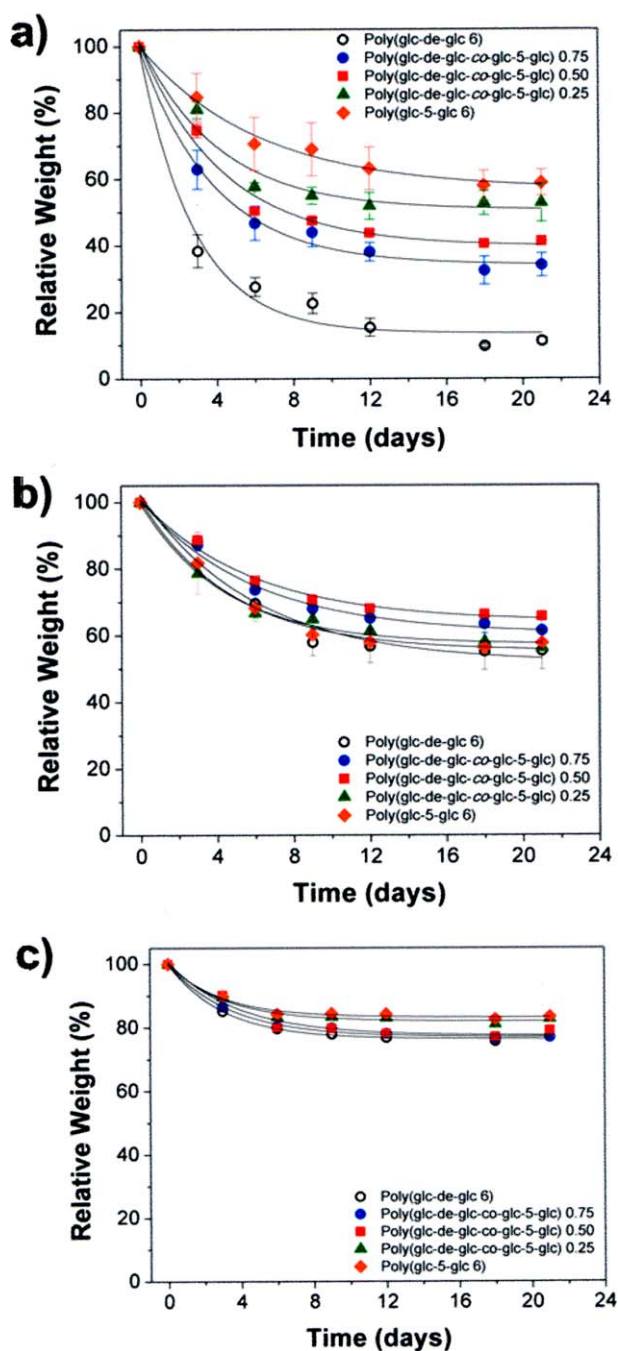 a)
Poly(glc-de-glc 6)
Poly(glc-de-glc-co-glc-5-glc) 0.75
Poly(glc-de-glc-co-glc-5-glc) 0.50
Poly(glc-de-glc-co-glc-5-glc) 0.25
Poly(glc-5-glc 6)
100
80
60
40
20
0
Relative Weight (%)
0 4 8 12 16 20 24
Time (days)
b)
100
80
60
40
20
0
Relative Weight (%)
Poly(glc-de-glc 6)
Poly(glc-de-glc-co-glc-5-glc) 0.75
Poly(glc-de-glc-co-glc-5-glc) 0.50
Poly(glc-de-glc-co-glc-5-glc) 0.25
Poly(glc-5-glc 6)
0 4 8 12 16 20 24
Time (days)
c)
100
80
60
40
20
0
Relative Weight (%)
Poly(glc-de-glc 6)
Poly(glc-de-glc-co-glc-5-glc) 0.75
Poly(glc-de-glc-co-glc-5-glc) 0.50
Poly(glc-de-glc-co-glc-5-glc) 0.25
Poly(glc-5-glc 6)
0 4 8 12 16 20 24
Time (days)